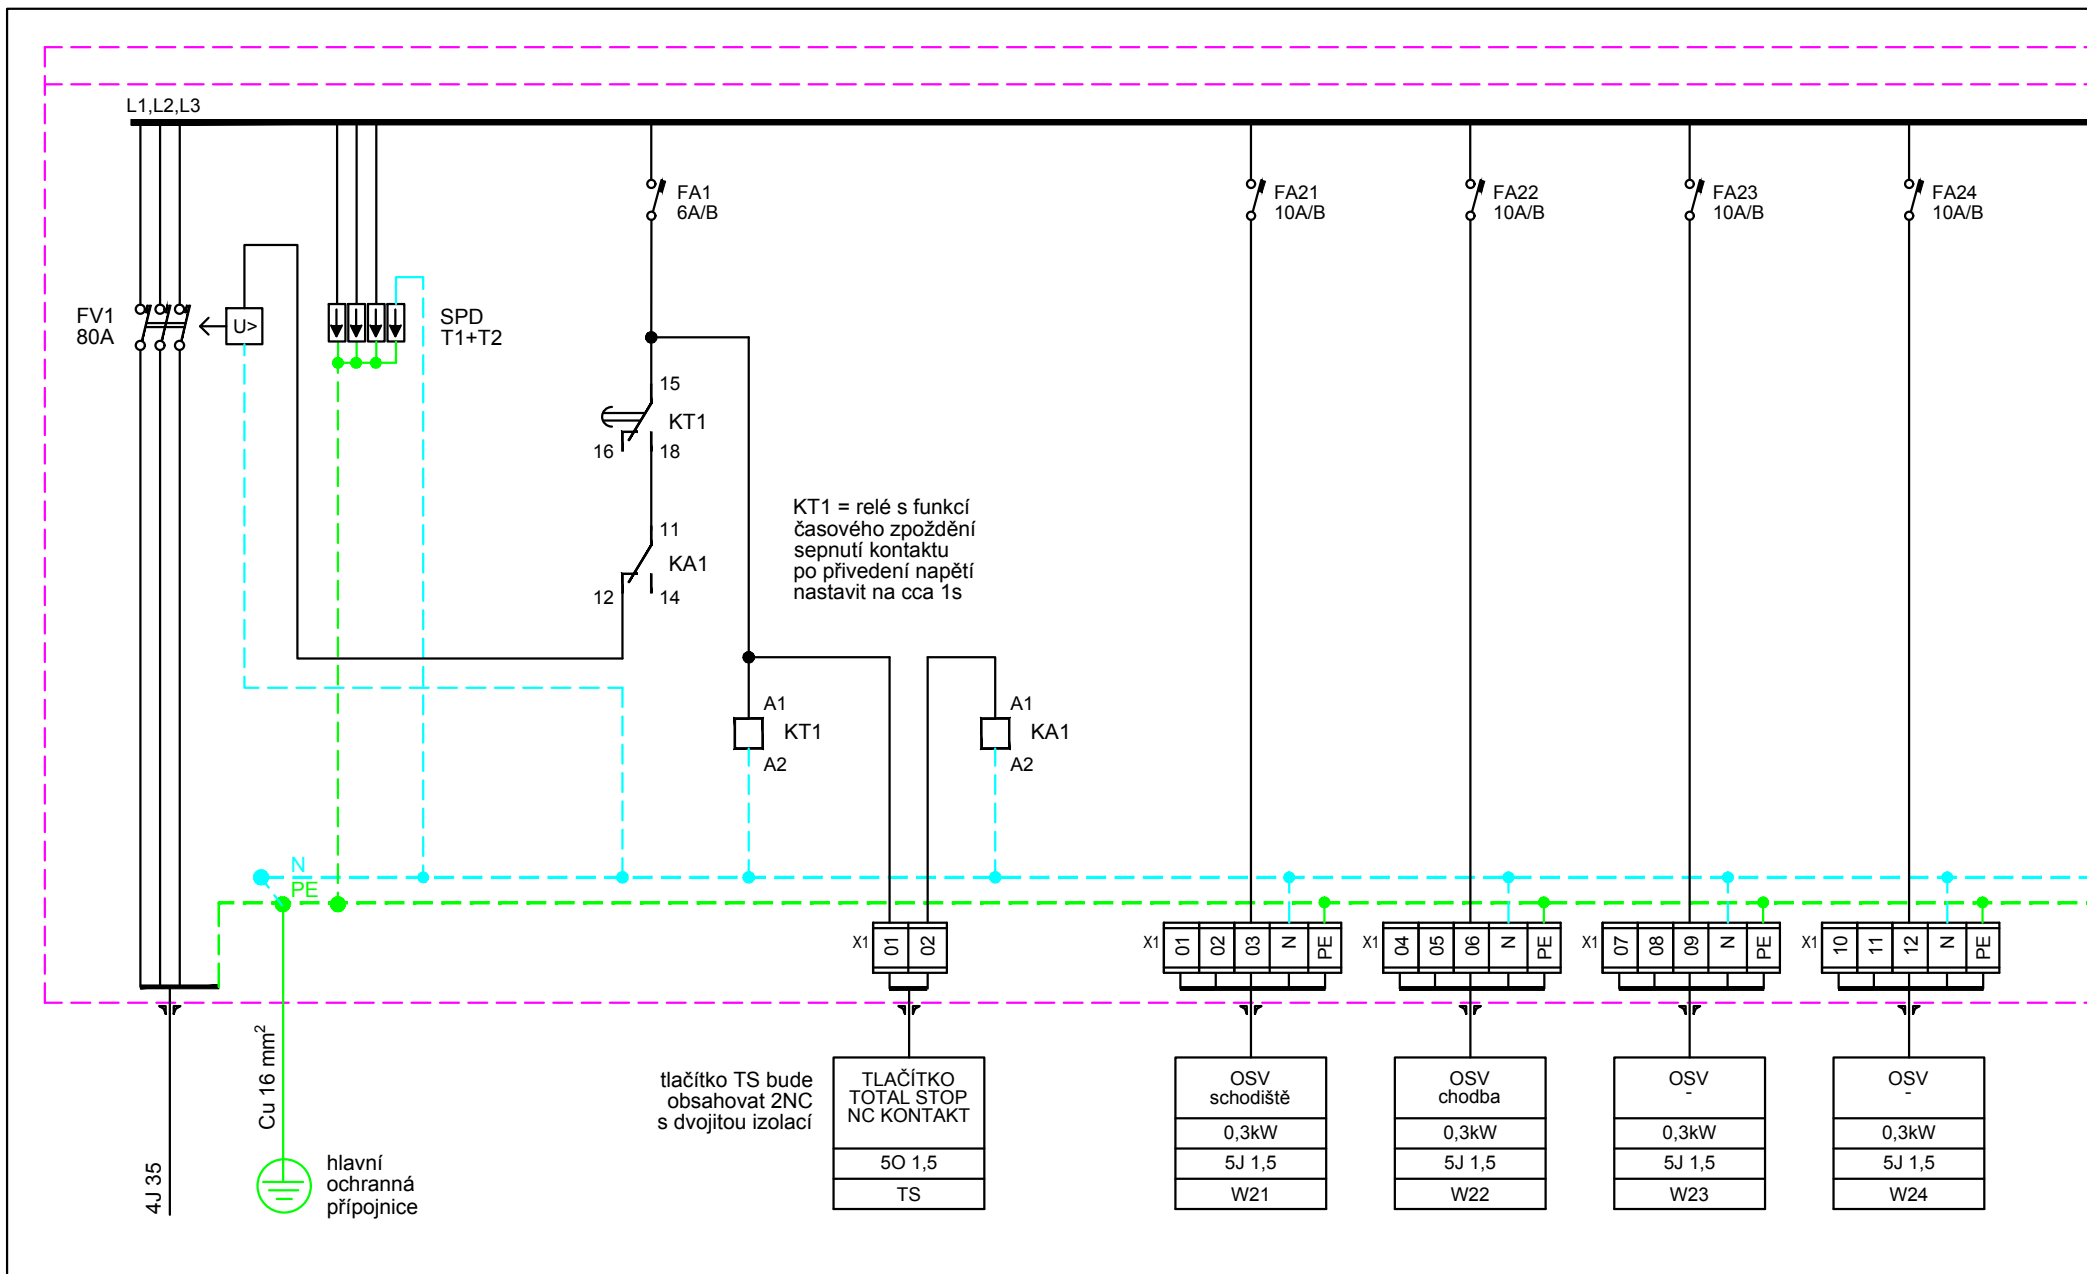 L1,L2,L3
FA1
6A/B
FA21
10A/B
FA22
10A/B
FA23
10A/B
FA24
10A/B
FV1
80A
U>
SPD
T1+T2
15
KT1
16
18
11
KA1
12
14
KT1 = relé s funkcí
časového zpoždění
sepnutí kontaktu
po přivedení napětí
nastavit na cca 1s
A1
KT1
A2
A1
KA1
A2
N
PE
X1 01 02
X1 01 02 03 N PE
X1 04 05 06 N PE
X1 07 08 09 N PE
X1 10 11 12 N PE
4J 35
Cu 16 mm²
hlavní
ochranná
přípojnice
tlačítko TS bude
obsahovat 2NC
s dvojitou izolací
TLAČÍTKO
TOTAL STOP
NC KONTAKT
5O 1,5
TS
OSV
schodiště
0,3kW
5J 1,5
W21
OSV
chodba
0,3kW
5J 1,5
W22
OSV
-
0,3kW
5J 1,5
W23
OSV
-
0,3kW
5J 1,5
W24